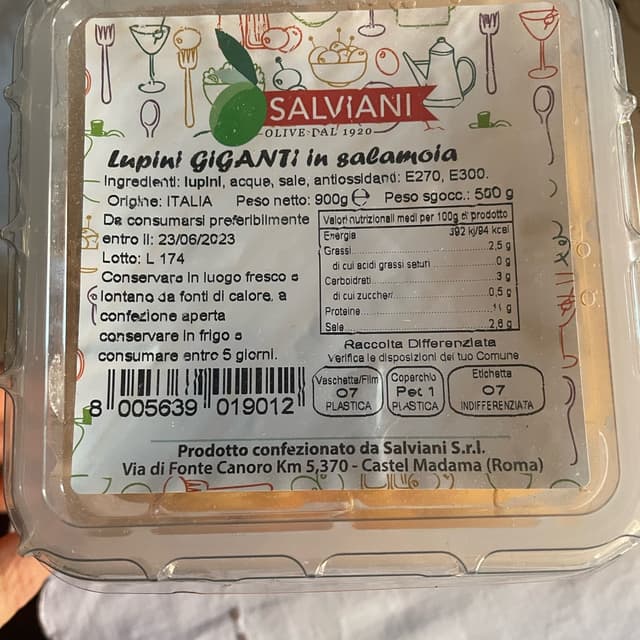 SALViANI
OLIVE DAL 1920
Lupini GiGANTi in salamoia
Ingredienti: lupini, acque, sale, antiossidanti: E270, E300.
Origine: ITALIA Peso netto: 900g e Peso sgocc.: 500 g
Da consumarsi preferibilmente
entro il: 23/06/2023
Lotto: L 174
Conservare in luogo fresco e
lontano da fonti di calore, a
confezione aperta
conservare in frigo e
consumare entro 5 giorni.
Valori nutrizionali medi per 100g di prodotto
Energia 392 kj/94 kcal
Grassi 2,5 g
di cui acidi grassi saturi 0 g
Carboidrati 3 g
di cui zuccheri 0,5 g
Proteine 11 g
Sale 2,8 g
Raccolta Differenziata
Verifica le disposizioni del tuo Comune
Vaschetta/Film
07
PLASTICA
Coperchio
Pet 1
PLASTICA
Etichetta
07
INDIFFERENZIATA
8 005639 019012
Prodotto confezionato da Salviani S.r.l.
Via di Fonte Canoro Km 5,370 - Castel Madama (Roma)